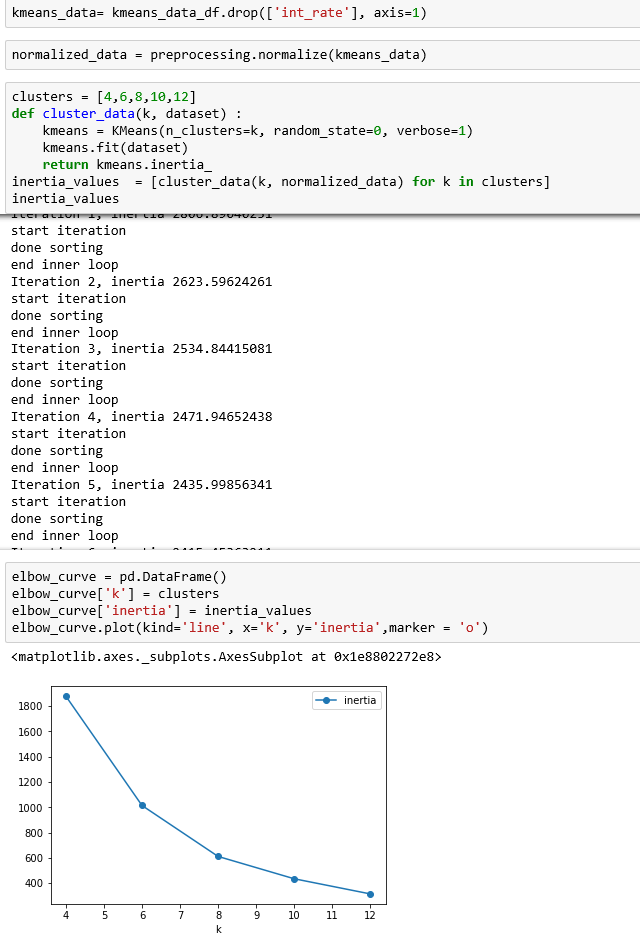 kmeans_data= kmeans_data_df.drop(['int_rate'], axis=1)
normalized_data = preprocessing.normalize(kmeans_data)
clusters = [4,6,8,10,12]
def cluster_data(k, dataset) :
    kmeans = KMeans(n_clusters=k, random_state=0, verbose=1)
    kmeans.fit(dataset)
    return kmeans.inertia_
inertia_values  = [cluster_data(k, normalized_data) for k in clusters]
inertia_values
Iteration 1, inertia
start iteration
done sorting
end inner loop
Iteration 2, inertia 2623.59624261
start iteration
done sorting
end inner loop
Iteration 3, inertia 2534.84415081
start iteration
done sorting
end inner loop
Iteration 4, inertia 2471.94652438
start iteration
done sorting
end inner loop
Iteration 5, inertia 2435.99856341
start iteration
done sorting
end inner loop
elbow_curve = pd.DataFrame()
elbow_curve['k'] = clusters
elbow_curve['inertia'] = inertia_values
elbow_curve.plot(kind='line', x='k', y='inertia',marker = 'o')
<matplotlib.axes._subplots.AxesSubplot at 0x1e8802272e8>
inertia
1800
1600
1400
1200
1000
800
600
400
4 5 6 7 8 9 10 11 12
k